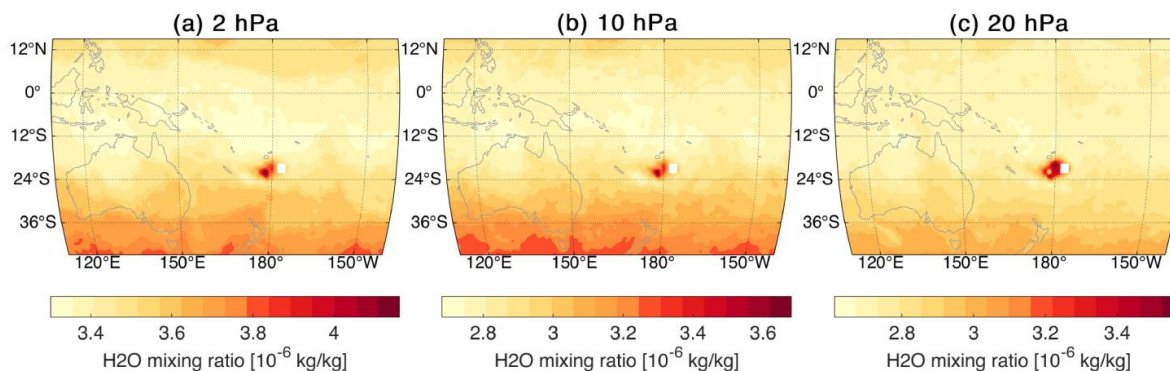 (a) 2 hPa (b) 10 hPa (c) 20 hPa
12°N 12°N 12°N
0° 0° 0°
12°S 12°S 12°S
24°S 24°S 24°S
36°S 36°S 36°S
120°E 150°E 180° 150°W 120°E 150°E 180° 150°W 120°E 150°E 180° 150°W
3.4 3.6 3.8 4 2.8 3 3.2 3.4 3.6 2.8 3 3.2 3.4
H2O mixing ratio [10-6 kg/kg] H2O mixing ratio [10-6 kg/kg] H2O mixing ratio [10-6 kg/kg]